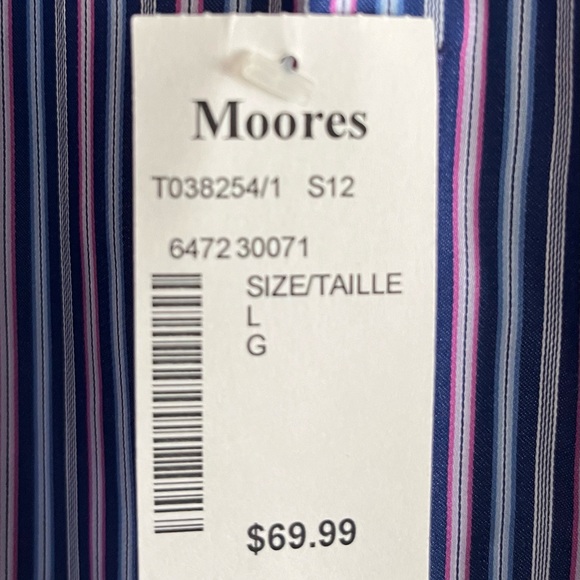 Moores
T038254/1 S12
6472 30071
SIZE/TAILLE
L
G
$69.99